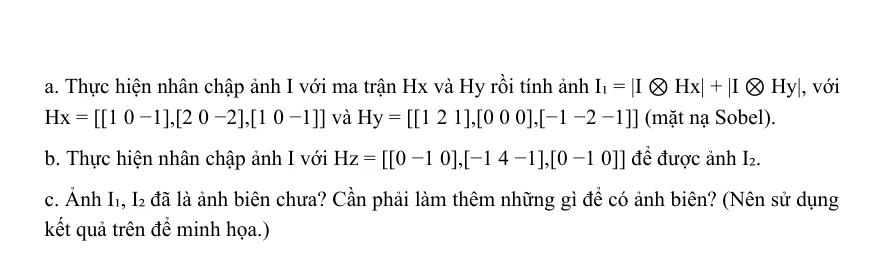 a. Thực hiện nhân chập ảnh I với ma trận Hx và Hy rồi tính ảnh I₁ = |I ⊗ Hx| + |I ⊗ Hy|, với
Hx = [[1 0 −1],[2 0 −2],[1 0 −1]] và Hy = [[1 2 1],[0 0 0],[−1 −2 −1]] (mặt nạ Sobel).
b. Thực hiện nhân chập ảnh I với Hz = [[0 −1 0],[−1 4 −1],[0 −1 0]] để được ảnh I₂.
c. Ảnh I₁, I₂ đã là ảnh biên chưa? Cần phải làm thêm những gì để có ảnh biên? (Nên sử dụng
kết quả trên để minh họa.)